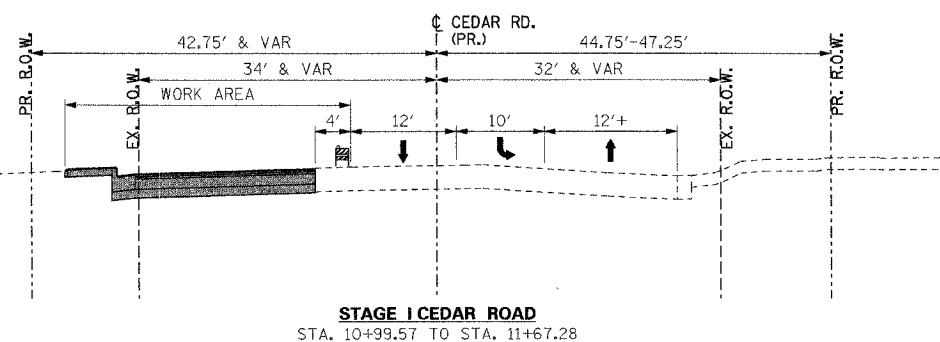 ℄ CEDAR RD.
(PR.)
42.75' & VAR
44.75'-47.25'
34' & VAR
32' & VAR
WORK AREA
4'
12'
10'
12'+
PR. R.O.W.
EX. R.O.W.
EX. R.O.W.
PR. R.O.W.
STAGE I CEDAR ROAD
STA. 10+99.57 TO STA. 11+67.28